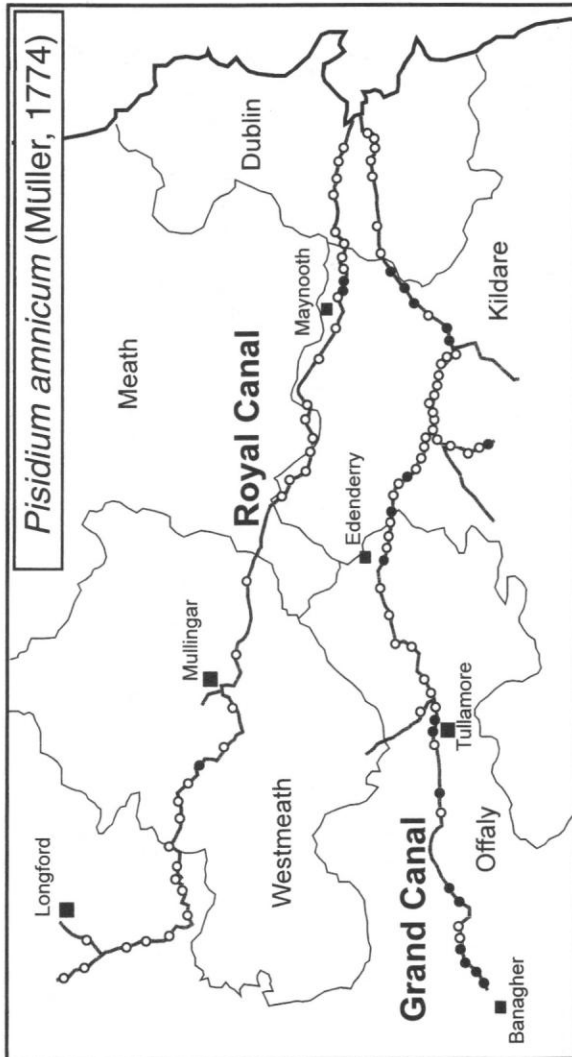 Pisidium amnicum (Müller, 1774)
Longford
Mullingar
Meath
Dublin
Royal Canal
Maynooth
Westmeath
Edenderry
Kildare
Grand Canal
Tullamore
Offaly
Banagher